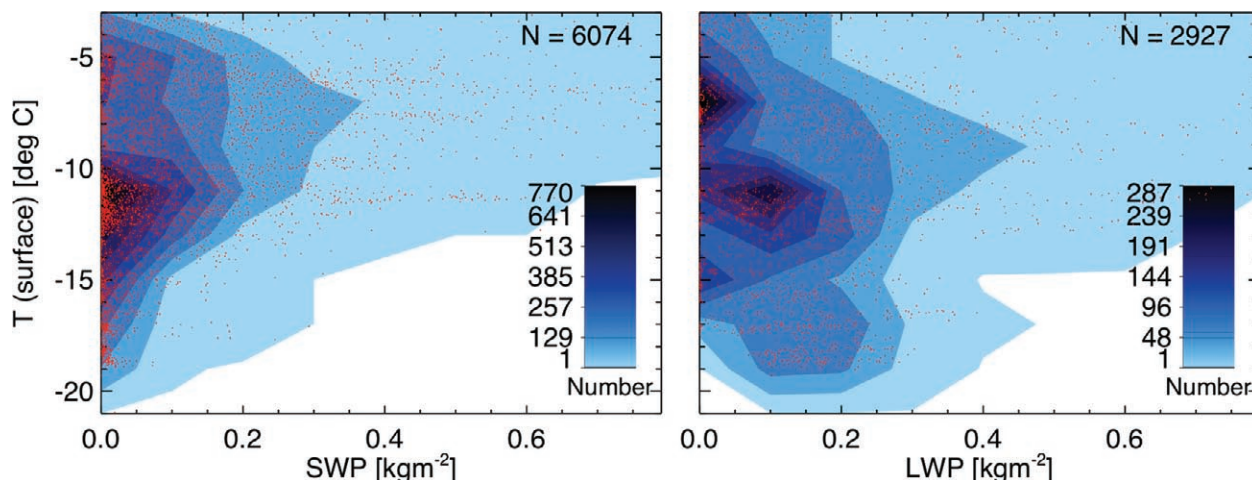 N = 6074
-5
-10
-15
-20
T (surface) [deg C]
770
641
513
385
257
129
1
Number
0.0 0.2 0.4 0.6
SWP [kgm-2]
N = 2927
287
239
191
144
96
48
1
Number
0.0 0.2 0.4 0.6
LWP [kgm-2]